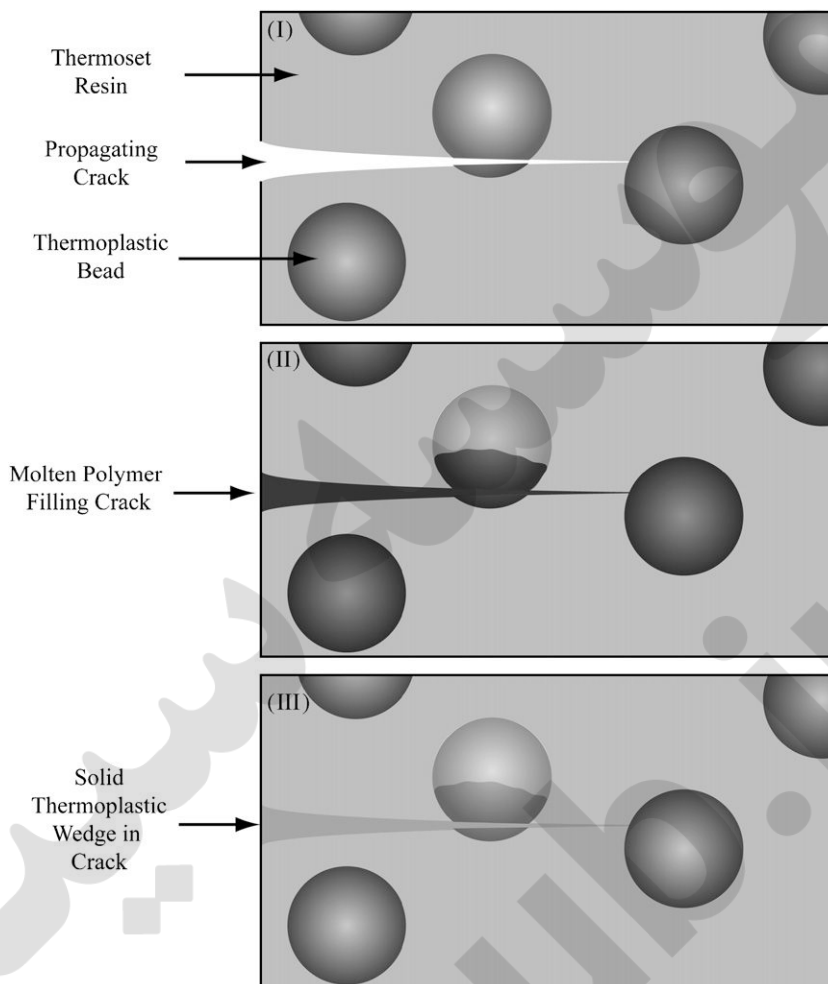 (I)
Thermoset
Resin
Propagating
Crack
Thermoplastic
Bead
(II)
Molten Polymer
Filling Crack
(III)
Solid
Thermoplastic
Wedge in
Crack